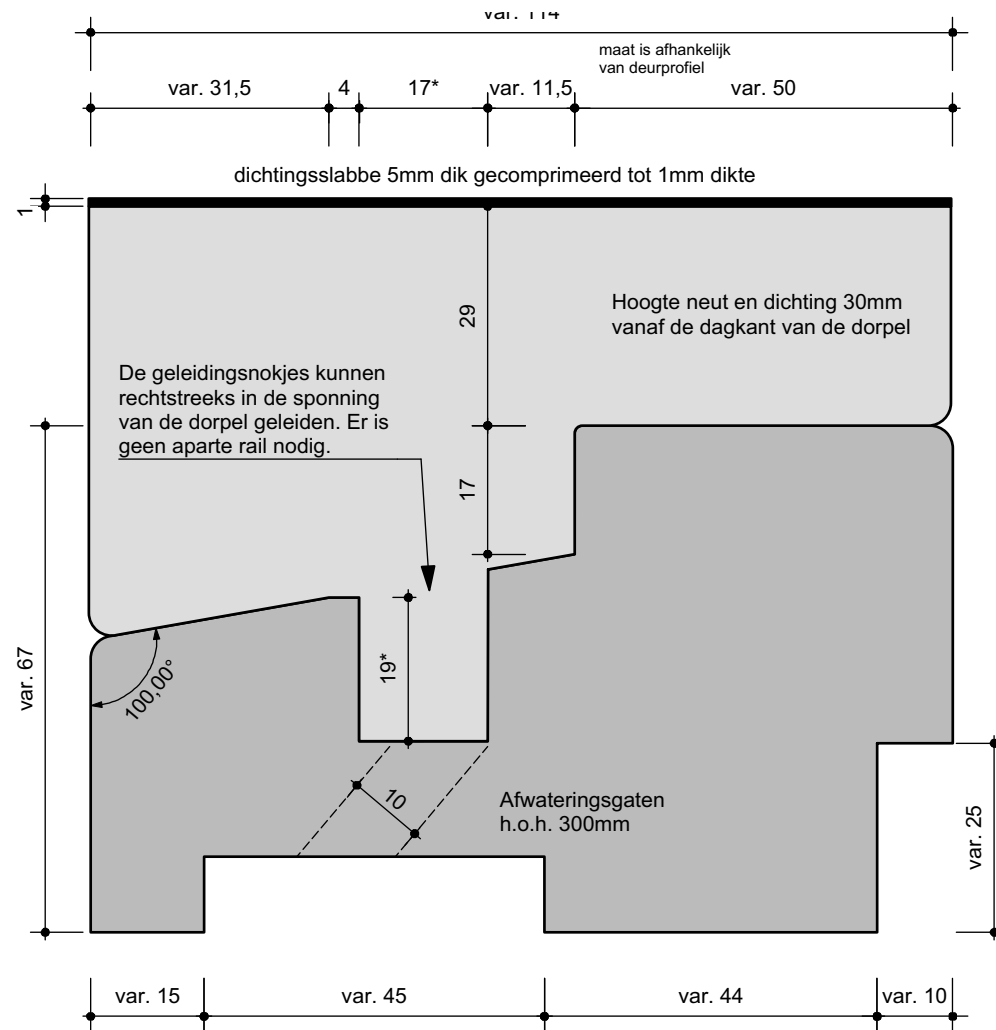 var. 114
maat is afhankelijk
van deurprofiel
var. 31,5
4
17*
var. 11,5
var. 50
dichtingsslabbe 5mm dik gecomprimeerd tot 1mm dikte
1
29
Hoogte neut en dichting 30mm
vanaf de dagkant van de dorpel
De geleidingsnokjes kunnen
rechtstreeks in de sponning
van de dorpel geleiden. Er is
geen aparte rail nodig.
17
var. 67
19*
100,00°
10
Afwateringsgaten
h.o.h. 300mm
var. 25
var. 15
var. 45
var. 44
var. 10